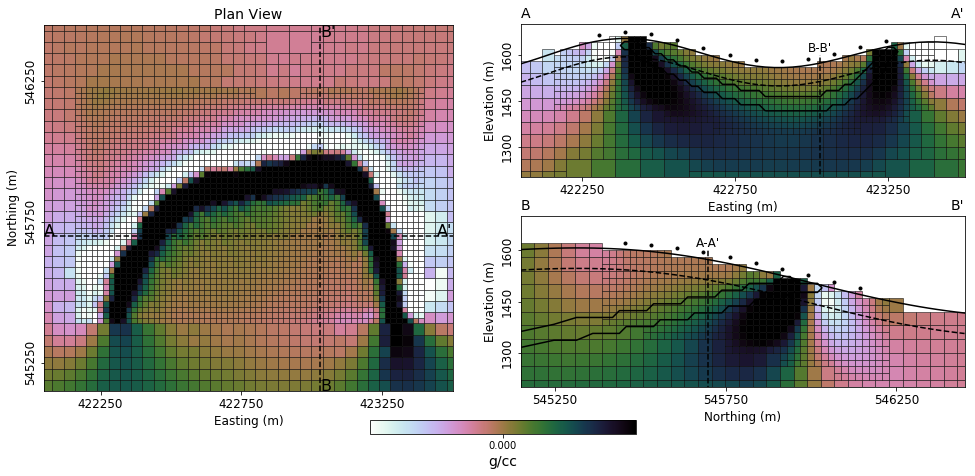 Plan View
B'
A
A'
B
Northing (m)
546250
545750
545250
422250
422750
423250
Easting (m)
A
A'
B-B'
Elevation (m)
1600
1450
1300
422250
422750
423250
Easting (m)
B
B'
A-A'
Elevation (m)
1600
1450
1300
545250
545750
546250
Northing (m)
0.000
g/cc